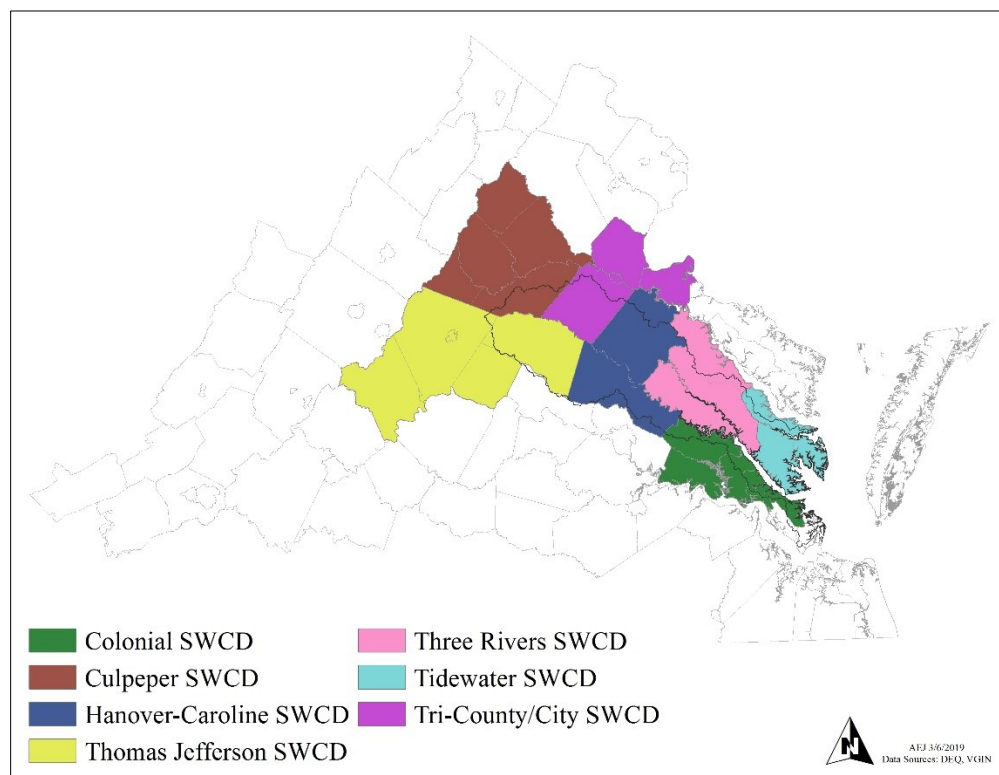 Colonial SWCD
Culpeper SWCD
Hanover-Caroline SWCD
Thomas Jefferson SWCD
Three Rivers SWCD
Tidewater SWCD
Tri-County/City SWCD
N
AFJ 3/6/2019
Data Sources: DEQ, VGIN